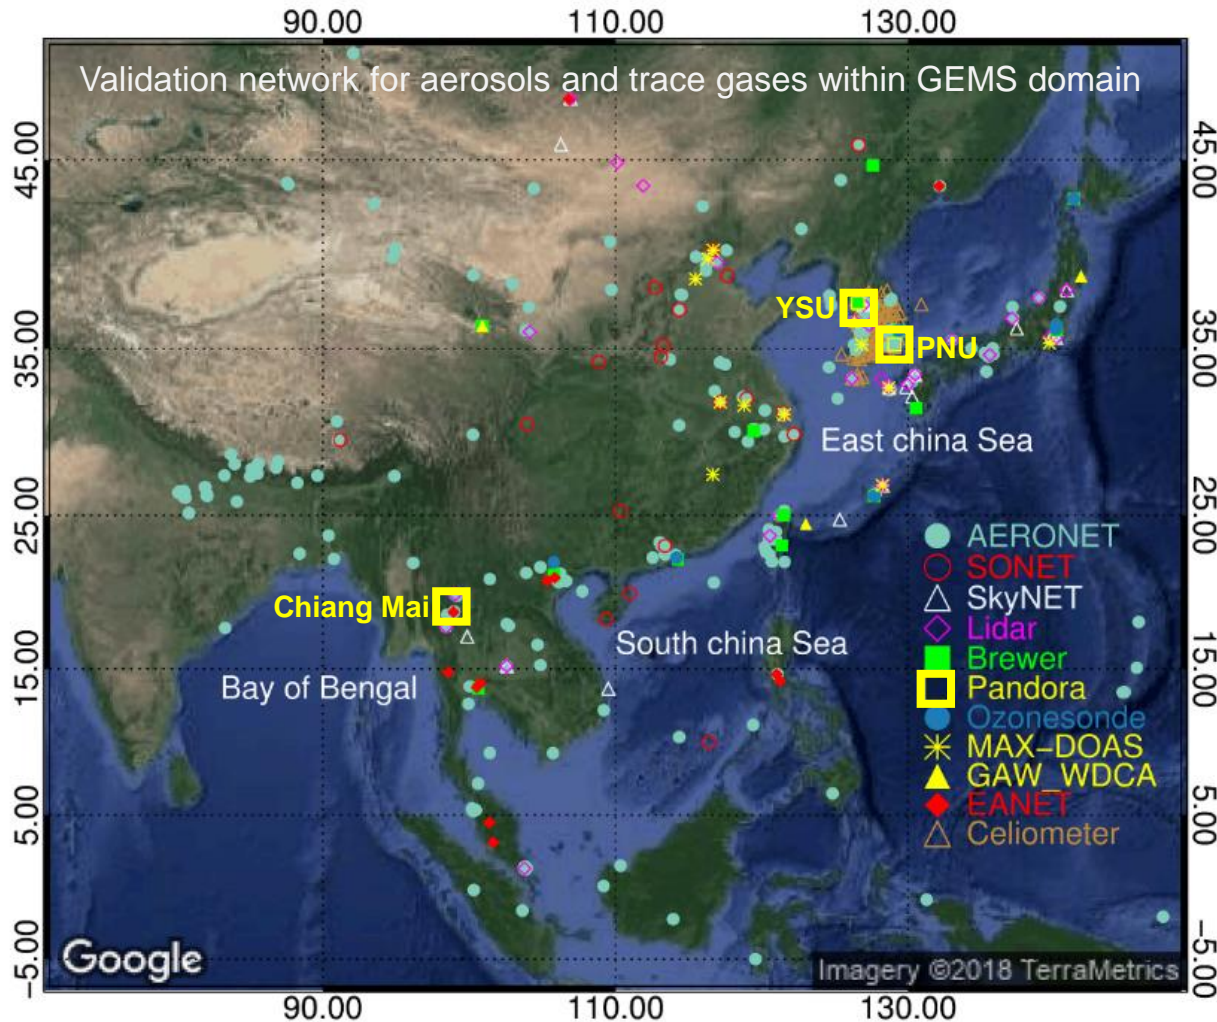 90.00 110.00 130.00
Validation network for aerosols and trace gases within GEMS domain
45.00 45.00
YSU
35.00 PNU 35.00
East china Sea
25.00 25.00
AERONET
SONET
Chiang Mai SkyNET
South china Sea Lidar
15.00 Brewer 15.00
Bay of Bengal Pandora
Ozonesonde
MAX-DOAS
GAW_WDCA
5.00 EANET 5.00
Celiometer
-5.00 -5.00
Google Imagery ©2018 TerraMetrics
90.00 110.00 130.00